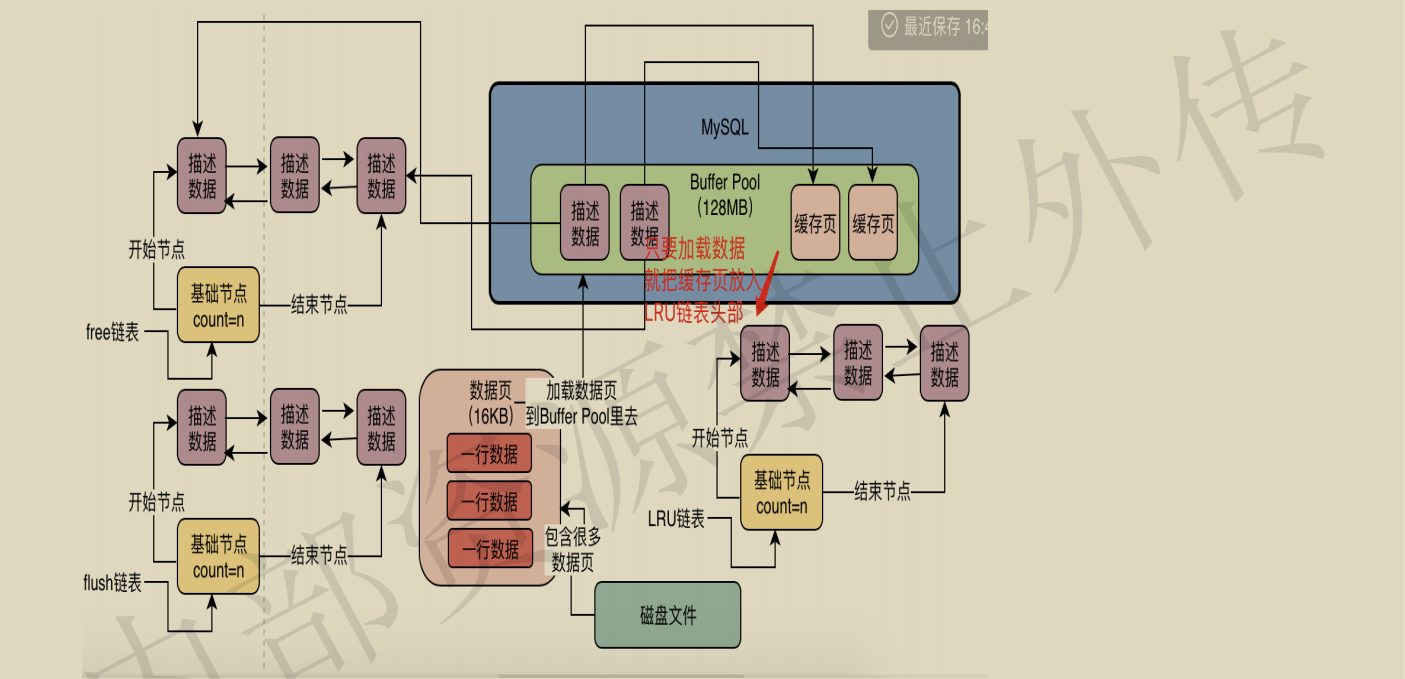 最近保存 16:4
MySQL
Buffer Pool
(128MB)
描述
数据
描述
数据
缓存页
缓存页
只要加载数据
就把缓存页放入
LRU链表头部
描述
数据
描述
数据
描述
数据
开始节点
基础节点
count=n
结束节点
free链表
描述
数据
描述
数据
描述
数据
开始节点
基础节点
count=n
结束节点
flush链表
数据页
(16KB)
一行数据
一行数据
一行数据
加载数据页
到Buffer Pool里去
包含很多
数据页
磁盘文件
描述
数据
描述
数据
描述
数据
开始节点
基础节点
count=n
结束节点
LRU链表
内部资源禁止外传